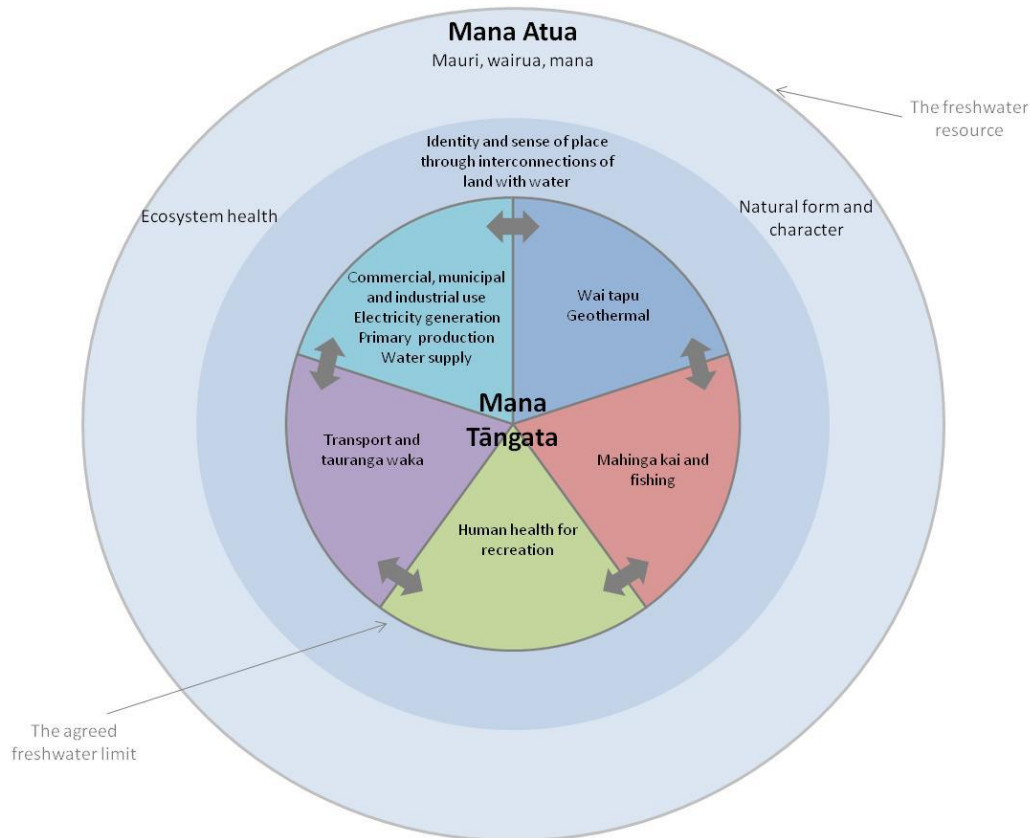 Mana Atua
Mauri, wairua, mana
The freshwater
resource
Identity and sense of place
through interconnections of
land with water
Ecosystem health
Natural form and
character
Commercial, municipal
and industrial use
Electricity generation
Primary production
Water supply
Wai tapu
Geothermal
Mana
Tāngata
Transport and
tauranga waka
Mahinga kai and
fishing
Human health for
recreation
The agreed
freshwater limit